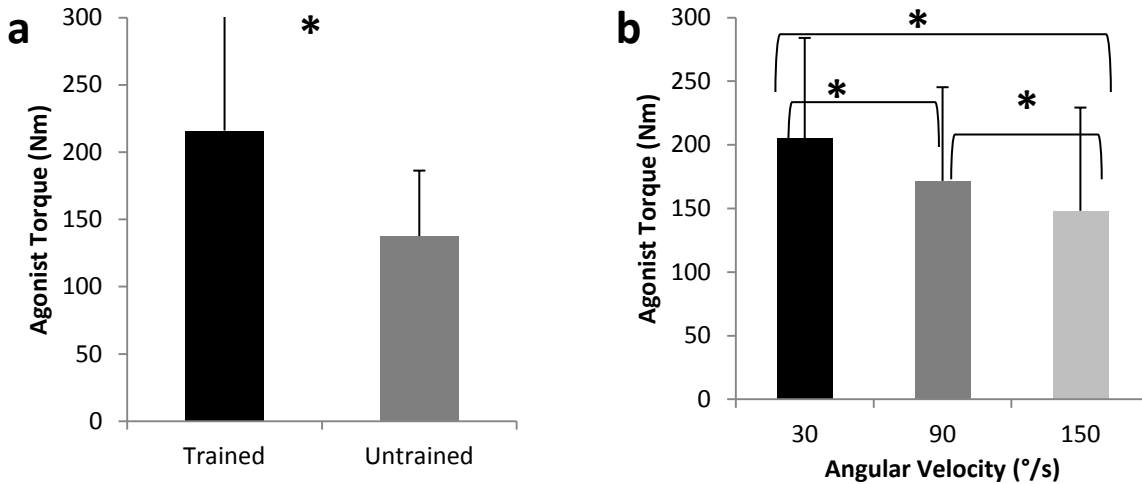 a
*
300
250
200
150
100
50
0
Agonist Torque (Nm)
Trained Untrained
b
*
*
*
300
250
200
150
100
50
0
Agonist Torque (Nm)
30 90 150
Angular Velocity (°/s)